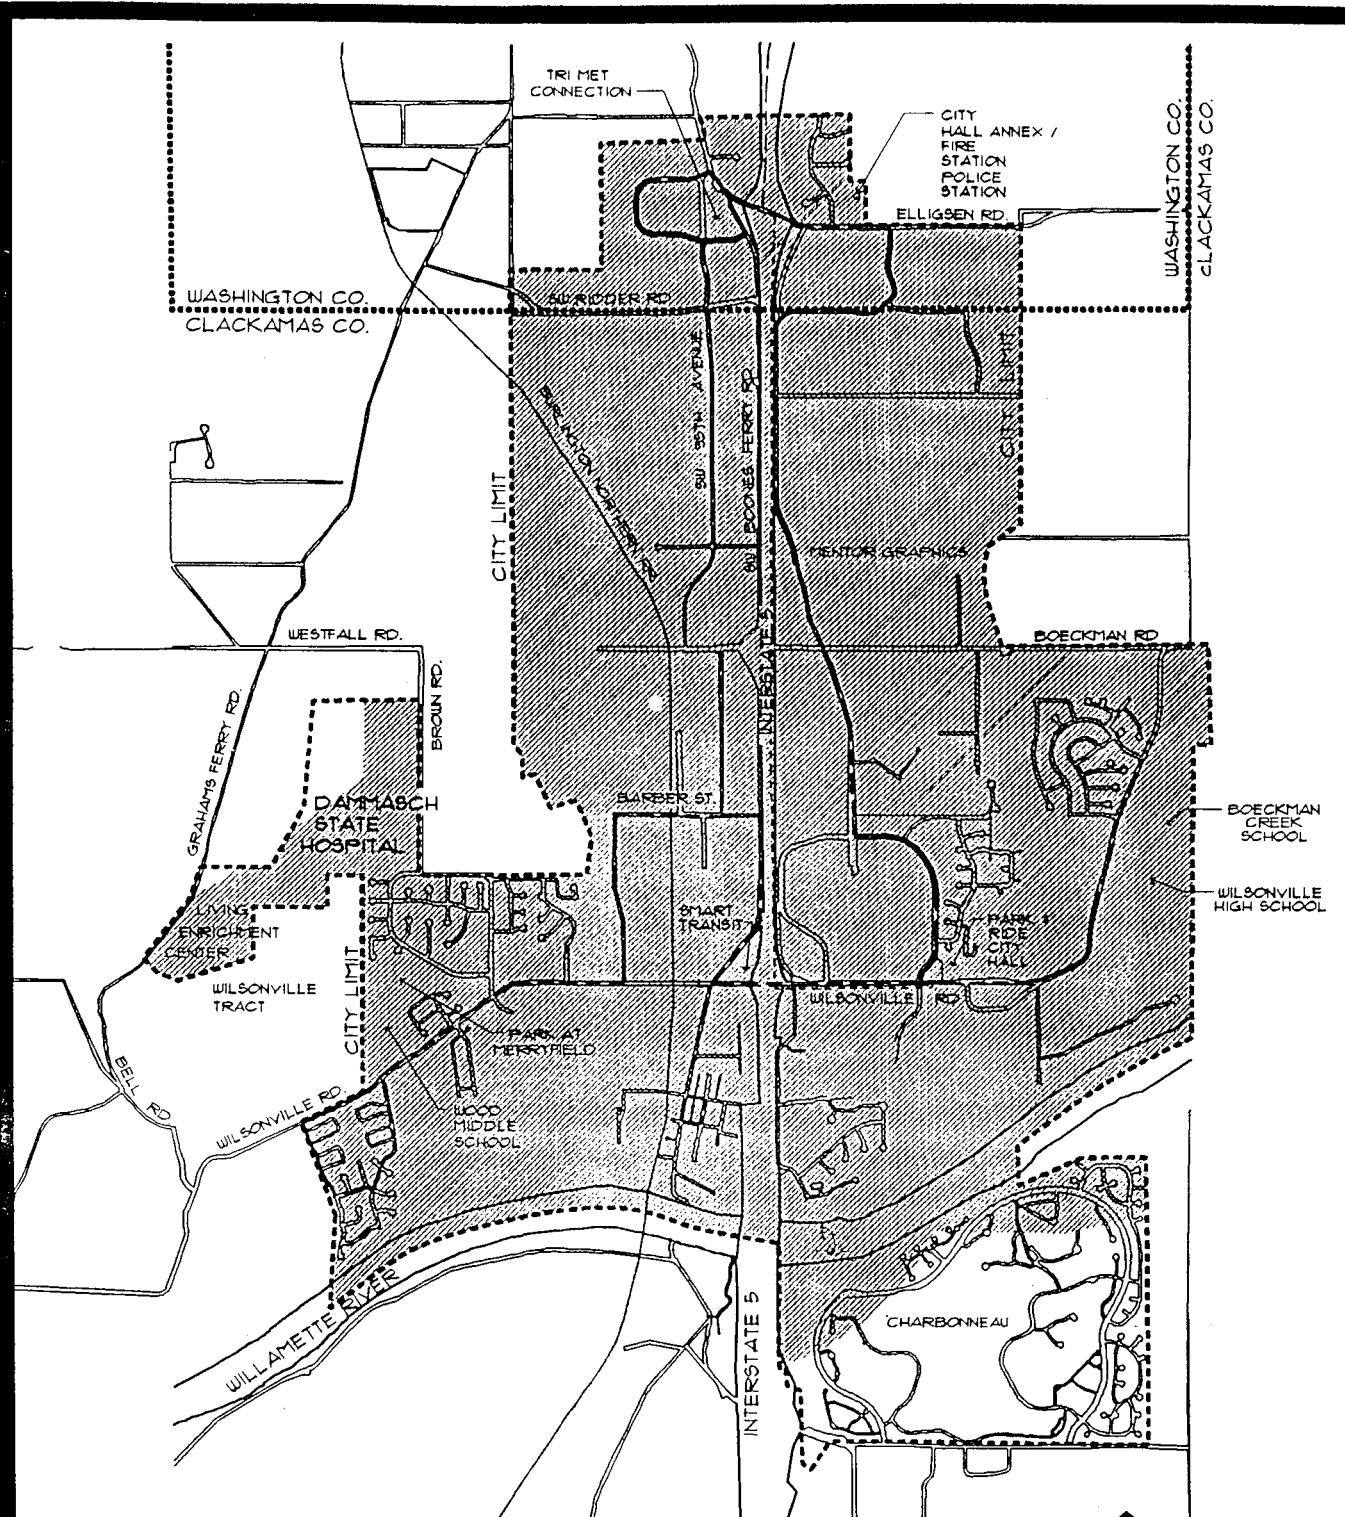 TRI MET
CONNECTION
CITY
HALL ANNEX /
FIRE
STATION
POLICE
STATION
WASHINGTON CO.
CLACKAMAS CO.
ELLIGSEN RD.
WASHINGTON CO.
CLACKAMAS CO.
SW RIDDER RD
SW 95TH AVENUE
SW BOONES FERRY RD.
CITY LIMIT
BURLINGTON NORTHERN RR
CITY LIMIT
MENTOR GRAPHICS
WESTFALL RD.
BOECKMAN RD
INTERSTATE 5
BROWN RD.
GRAHAMS FERRY RD.
DAMMASCH
STATE
HOSPITAL
BARBER ST.
BOECKMAN
CREEK
SCHOOL
WILSONVILLE
HIGH SCHOOL
SMART
TRANSIT
PARK &
RIDE
CITY
HALL
LIVING
ENRICHMENT
CENTER
WILSONVILLE
TRACT
CITY LIMIT
WILSONVILLE RD
PARK AT
MERRYFIELD
BELL RD
WILSONVILLE RD.
WOOD
MIDDLE
SCHOOL
WILLAMETTE RIVER
INTERSTATE 5
CHARBONNEAU